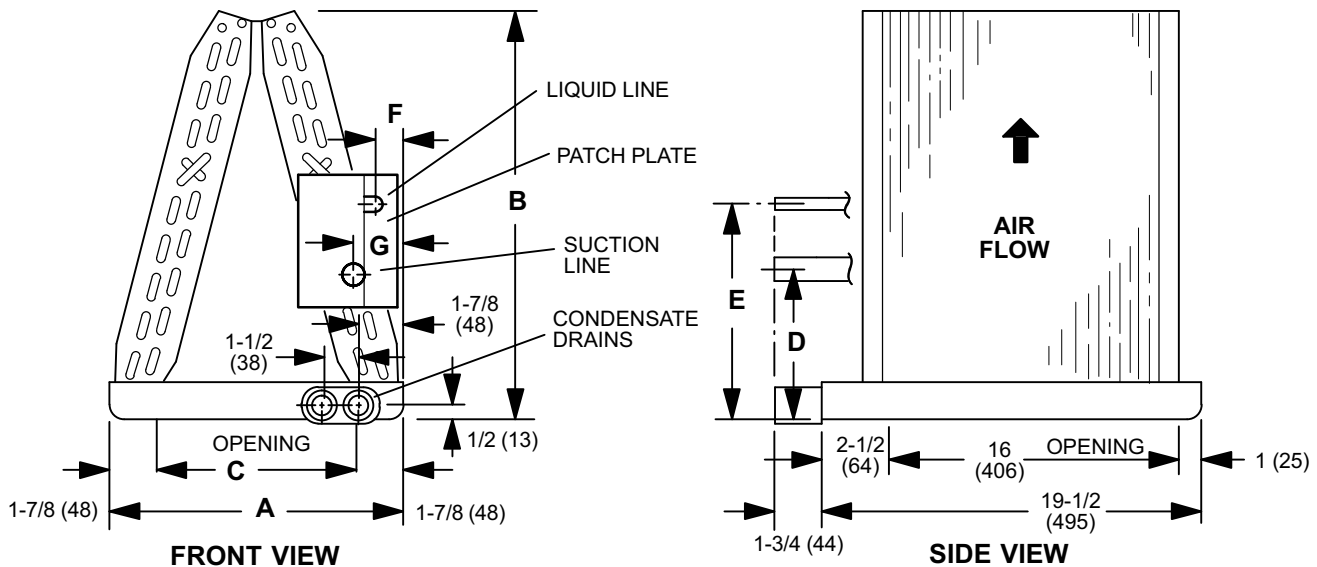 LIQUID LINE
F
PATCH PLATE
B
G
SUCTION
LINE
1-7/8
(48)
CONDENSATE
DRAINS
1-1/2
(38)
1/2 (13)
OPENING
C
1-7/8 (48)
A
1-7/8 (48)
FRONT VIEW
AIR
FLOW
E
D
2-1/2
(64)
16
(406)
OPENING
1 (25)
19-1/2
(495)
1-3/4 (44)
SIDE VIEW